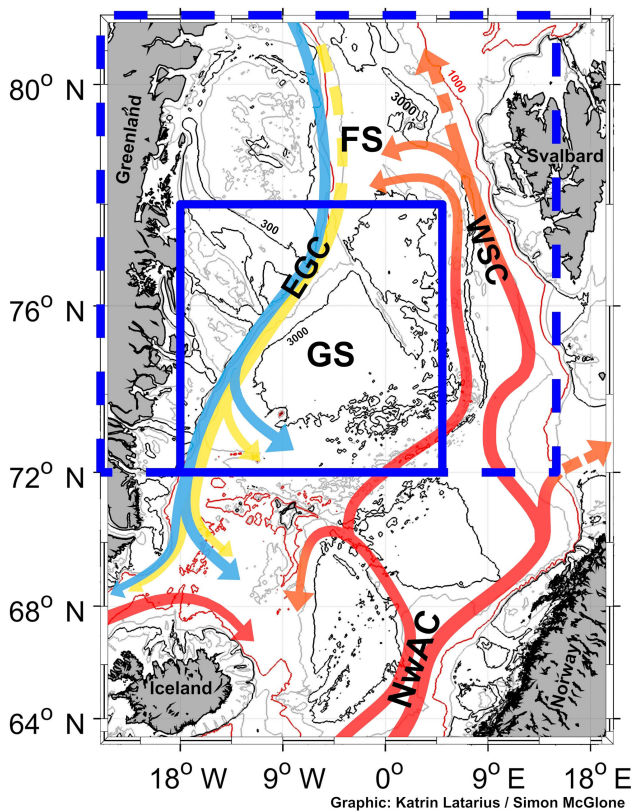 80° N
76° N
72° N
68° N
64° N
Greenland
Svalbard
FS
1000
3000
WSC
300
EGC
3000
GS
NwAC
Norway
Iceland
18° W
9° W
0°
9° E
18° E
Graphic: Katrin Latarius / Simon McGlone